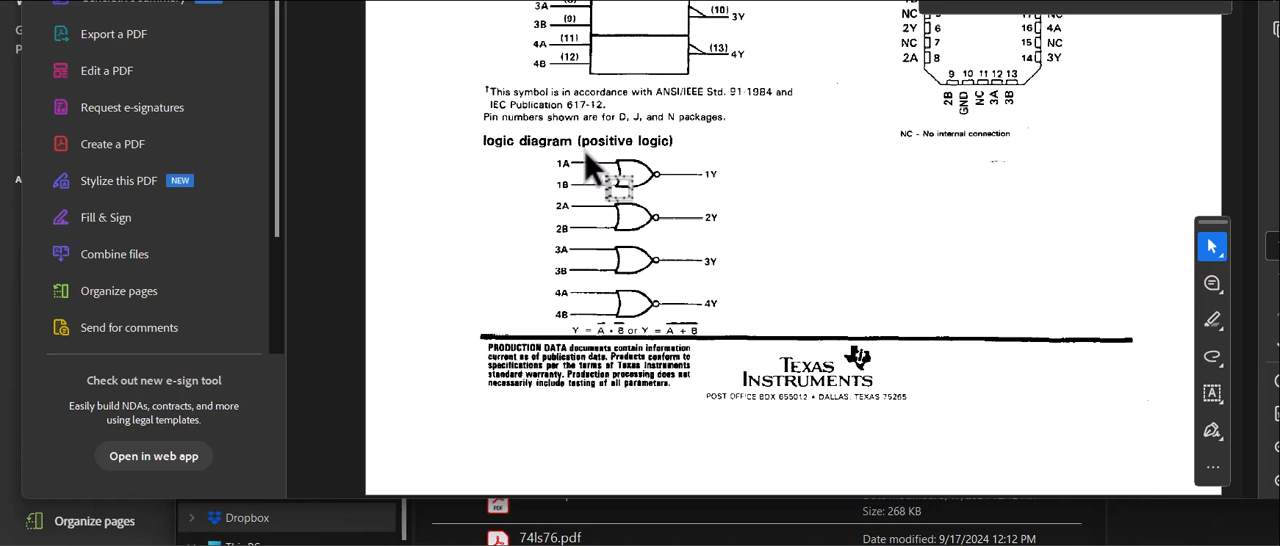 Export a PDF
Edit a PDF
Request e-signatures
Create a PDF
Stylize this PDF NEW
Fill & Sign
Combine files
Organize pages
Send for comments
Check out new e-sign tool
Easily build NDAs, contracts, and more
using legal templates.
Open in web app
Organize pages
3A
3B (9)
4A (11)
4B (12)
(10) 3Y
(13) 4Y
†This symbol is in accordance with ANSI/IEEE Std. 91-1984 and
IEC Publication 617-12.
Pin numbers shown are for D, J, and N packages.
logic diagram (positive logic)
1A
1B
1Y
2A
2B
2Y
3A
3B
3Y
4A
4B
4Y
Y = A̅ • B̅ or Y = A̅ ̅+̅ ̅B̅
NC
2Y 6
NC 7
2A 8
16 4A
15 NC
14 3Y
9 10 11 12 13
2B GND NC 3A 3B
NC - No internal connection
PRODUCTION DATA documents contain information
current as of publication date. Products conform to
specifications per the terms of Texas Instruments
standard warranty. Production processing does not
necessarily include testing of all parameters.
TEXAS
INSTRUMENTS
POST OFFICE BOX 655012 • DALLAS, TEXAS 75265
Dropbox
Size: 268 KB
74ls76.pdf
Date modified: 9/17/2024 12:12 PM